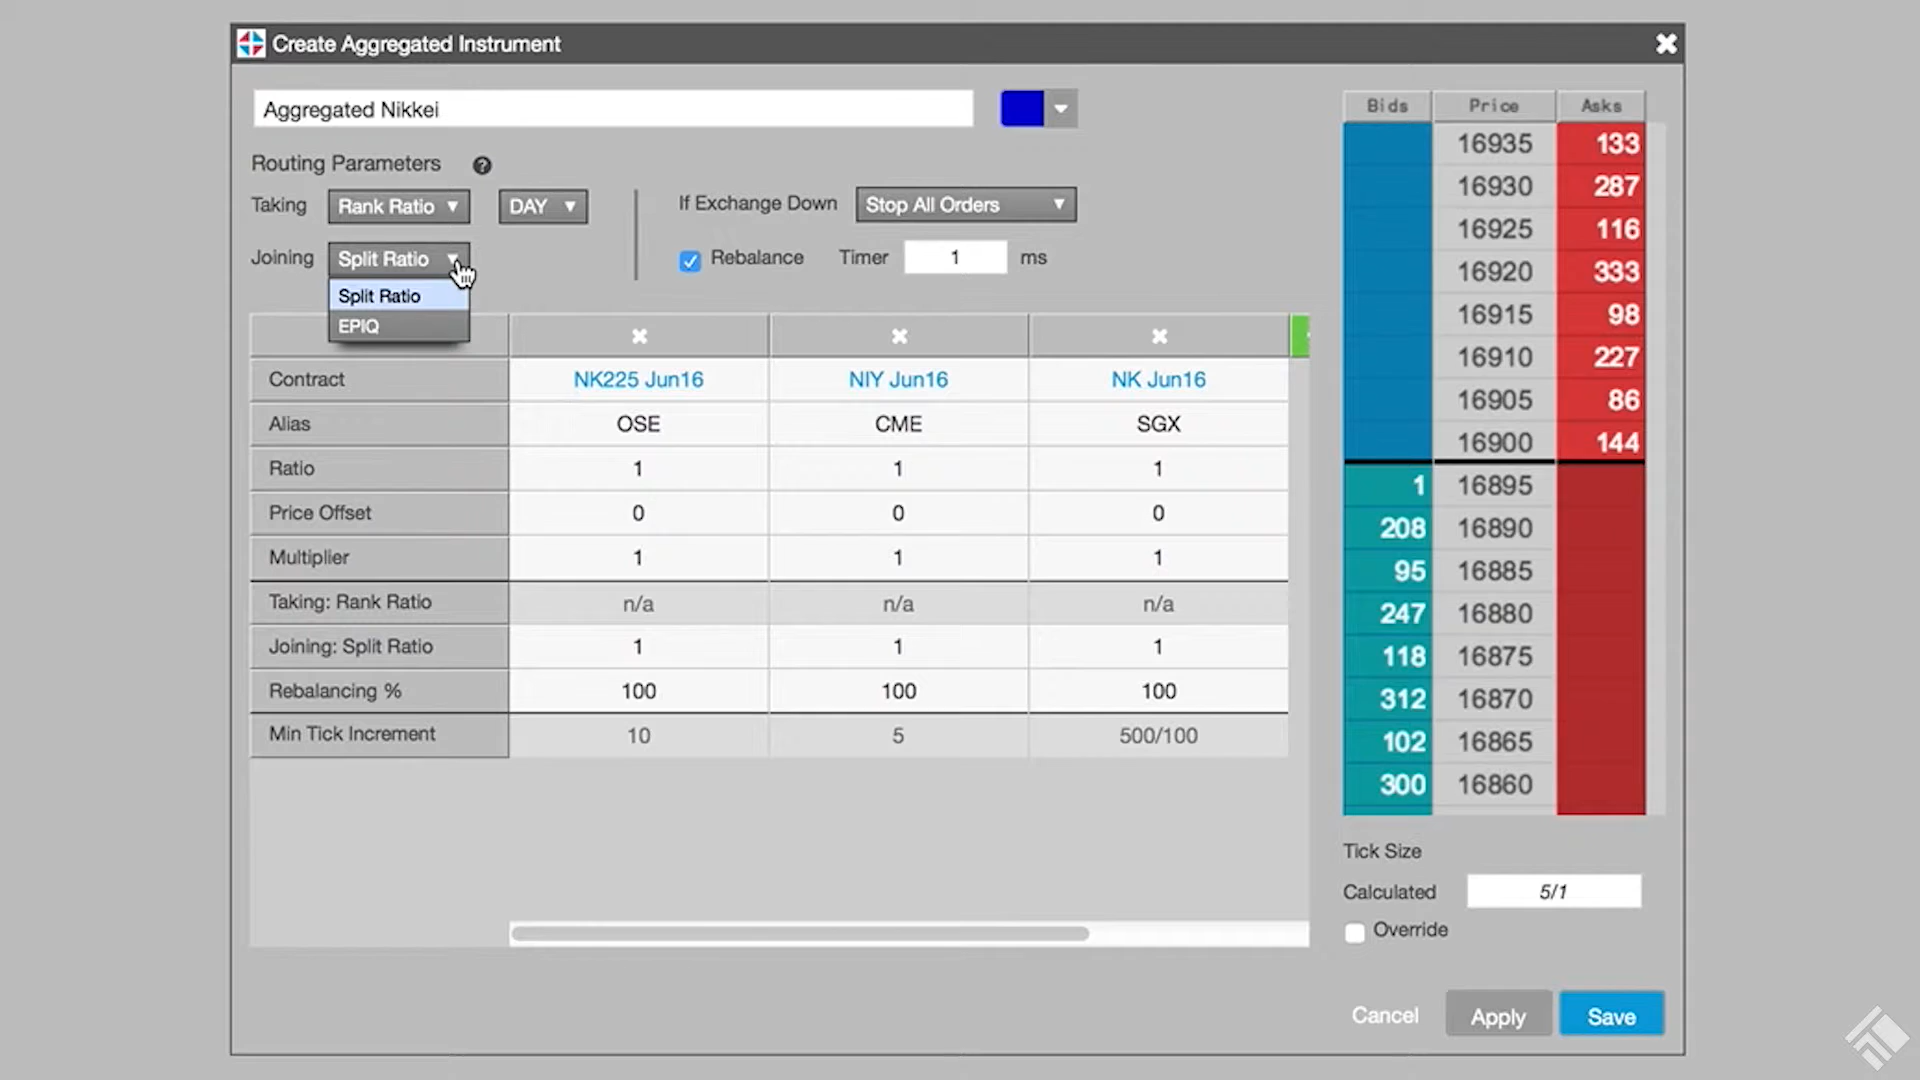 Create Aggregated Instrument
Aggregated Nikkei
Routing Parameters ?
Taking Rank Ratio DAY
If Exchange Down Stop All Orders
Joining Split Ratio
Rebalance Timer 1 ms
Split Ratio
EPIQ
Contract NK225 Jun16 NIY Jun16 NK Jun16
Alias OSE CME SGX
Ratio 1 1 1
Price Offset 0 0 0
Multiplier 1 1 1
Taking: Rank Ratio n/a n/a n/a
Joining: Split Ratio 1 1 1
Rebalancing % 100 100 100
Min Tick Increment 10 5 500/100
Bids Price Asks
16935 133
16930 287
16925 116
16920 333
16915 98
16910 227
16905 86
16900 144
1 16895
208 16890
95 16885
247 16880
118 16875
312 16870
102 16865
300 16860
Tick Size
Calculated 5/1
Override
Cancel Apply Save